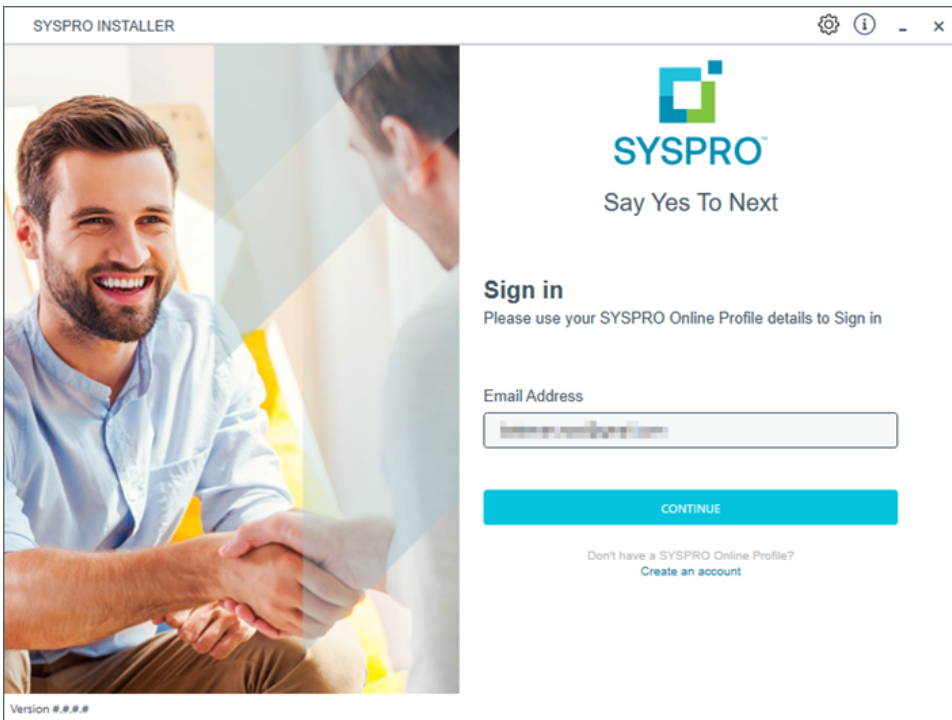 SYSPRO INSTALLER
SYSPRO™
Say Yes To Next
Sign in
Please use your SYSPRO Online Profile details to Sign in
Email Address
CONTINUE
Don't have a SYSPRO Online Profile?
Create an account
Version #.#.#.#